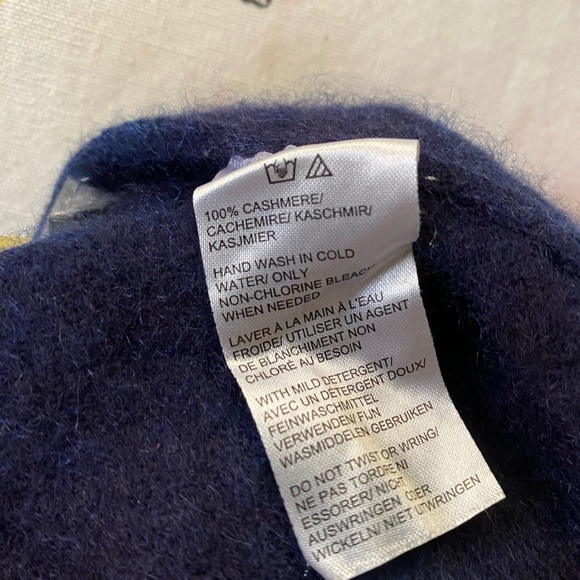 100% CASHMERE/
CACHEMIRE/ KASCHMIR/
KASJMIER
HAND WASH IN COLD
WATER/ ONLY
NON-CHLORINE BLEACH
WHEN NEEDED
LAVER À LA MAIN À L'EAU
FROIDE/ UTILISER UN AGENT
DE BLANCHIMENT NON
CHLORÉ AU BESOIN
WITH MILD DETERGENT/
AVEC UN DÉTERGENT DOUX/
FEINWASCHMITTEL
VERWENDEN/ FIJN
WASMIDDELEN GEBRUIKEN
DO NOT TWIST OR WRING/
NE PAS TORDRE NI
ESSORER/ NICHT
AUSWRINGEN ODER
WICKELN/ NIET UITWRINGEN